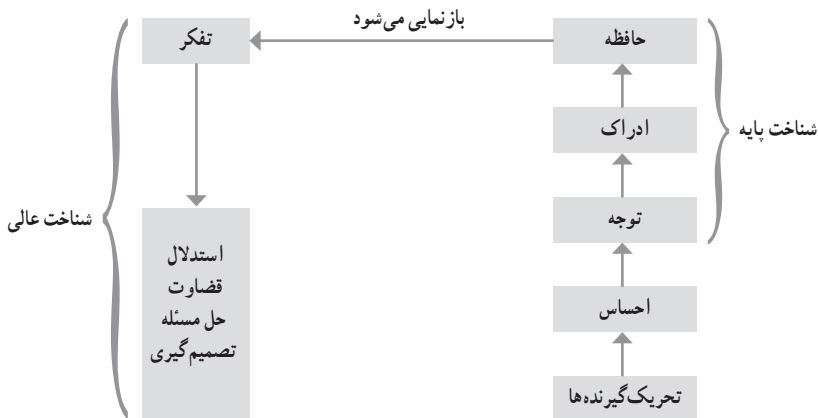 بازنمایی می‌شود
حافظه
تفکر
ادراک
شناخت پایه
توجه
شناخت عالی
استدلال
قضاوت
حل مسئله
تصمیم‌گیری
احساس
تحریک‌گیرنده‌ها